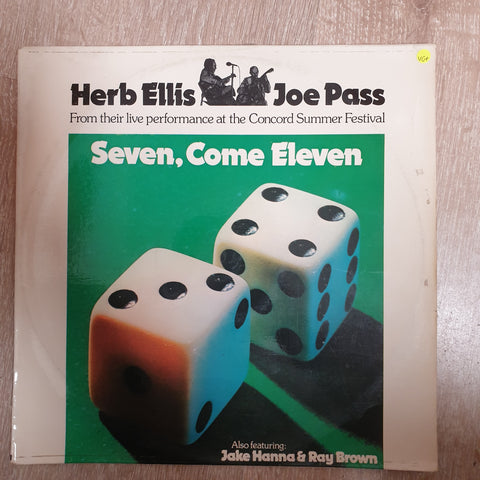 VG+
Herb Ellis Joe Pass
From their live performance at the Concord Summer Festival
Seven, Come Eleven
Also featuring:
Jake Hanna & Ray Brown